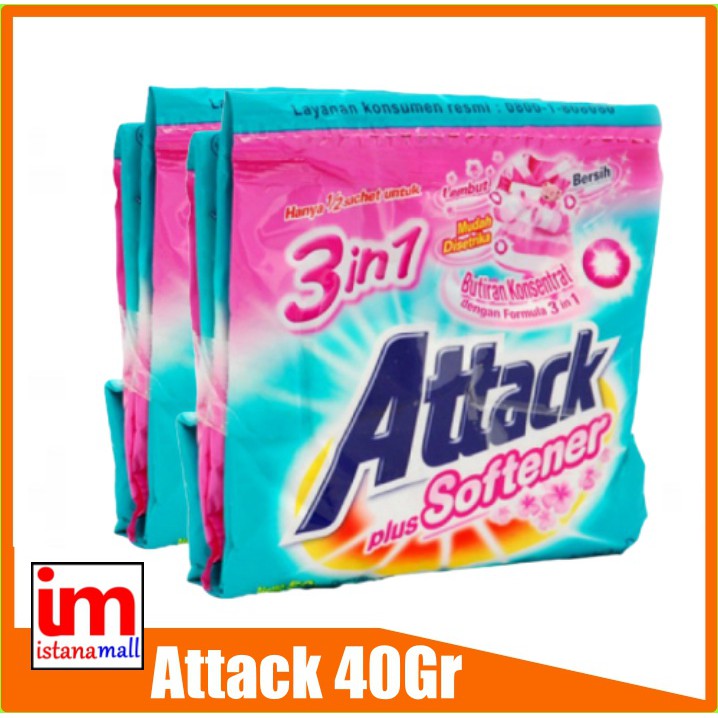 Layanan konsumen resmi : 0800-1-808080
Hanya 1/2 sachet untuk
3in1
Lembut
Bersih
Mudah
Disetrika
Butiran Konsentrat
dengan Formula 3 in 1
Attack
plus Softener
im
istanamall
Attack 40Gr